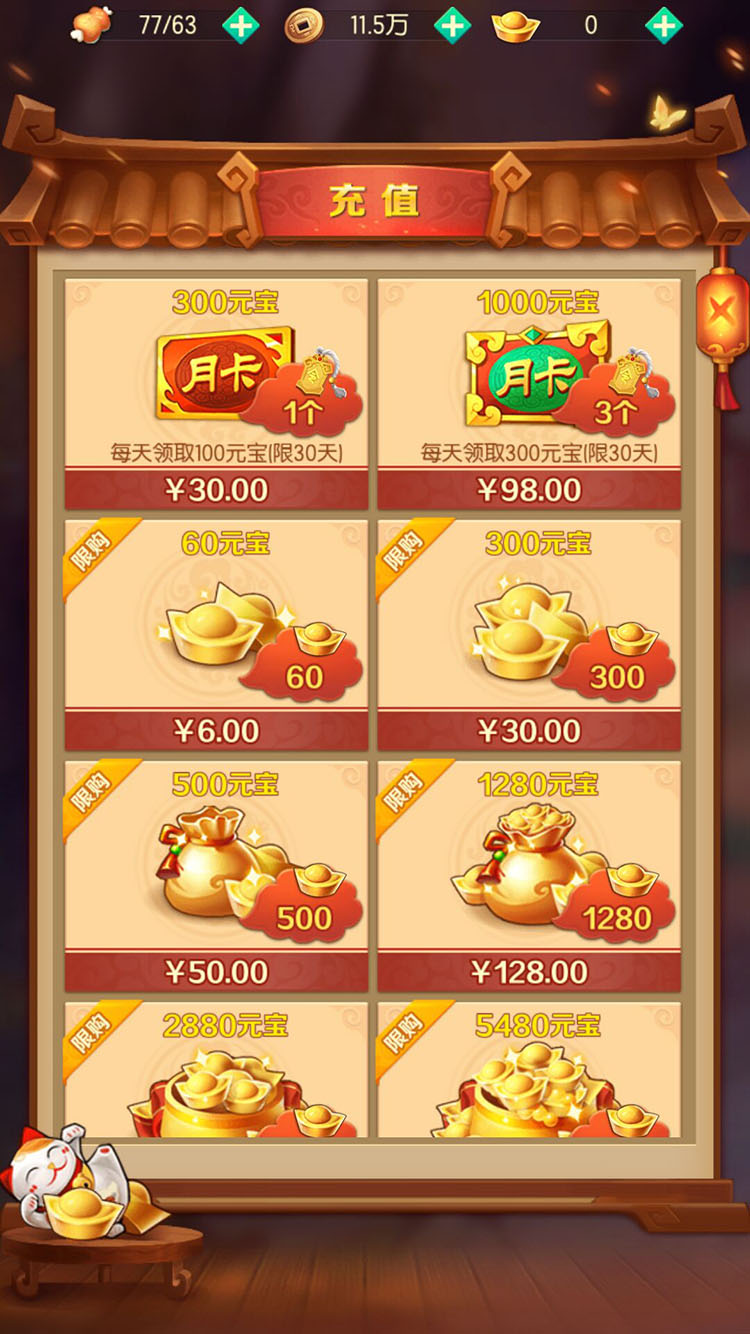 77/63 11.5万 0
充值
300元宝
月卡
1个
每天领取100元宝(限30天)
¥30.00
1000元宝
月卡
3个
每天领取300元宝(限30天)
¥98.00
限购
60元宝
60
¥6.00
限购
300元宝
300
¥30.00
限购
500元宝
500
¥50.00
限购
1280元宝
1280
¥128.00
限购
2880元宝
限购
5480元宝